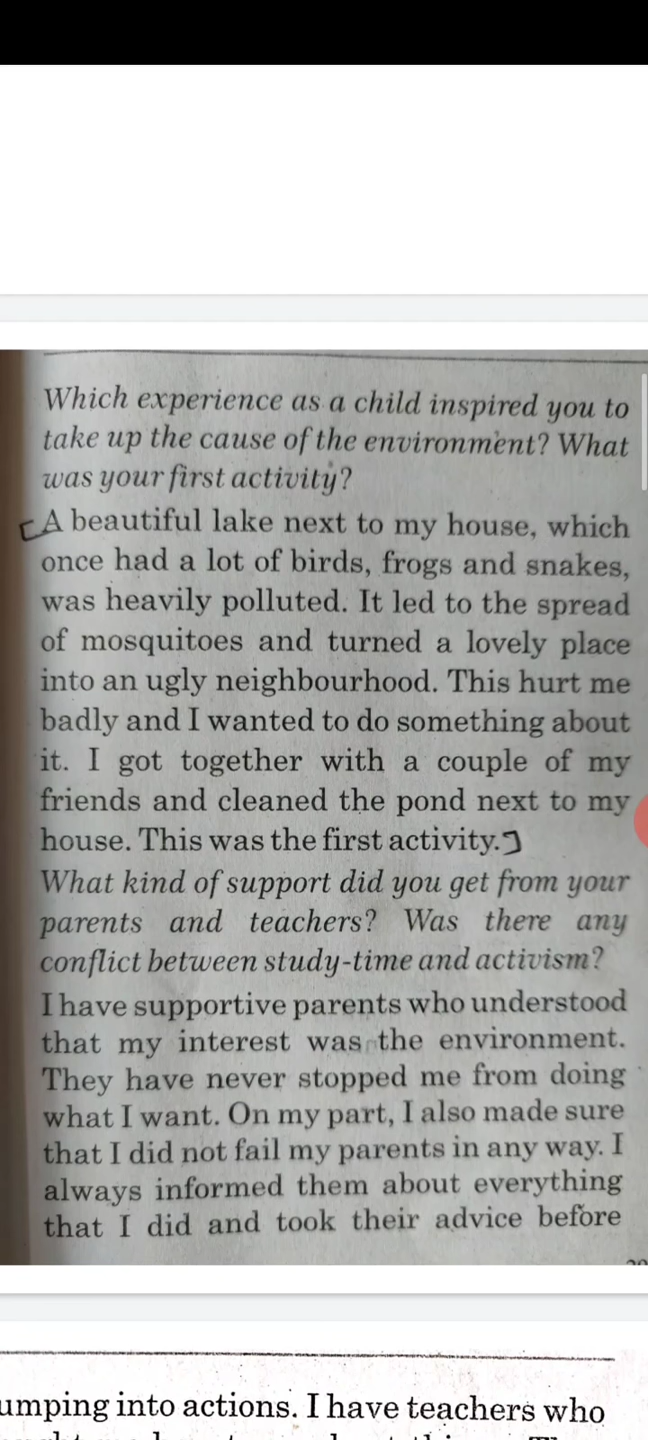 Which experience as a child inspired you to
take up the cause of the environment? What
was your first activity?
[A beautiful lake next to my house, which
once had a lot of birds, frogs and snakes,
was heavily polluted. It led to the spread
of mosquitoes and turned a lovely place
into an ugly neighbourhood. This hurt me
badly and I wanted to do something about
it. I got together with a couple of my
friends and cleaned the pond next to my
house. This was the first activity.]
What kind of support did you get from your
parents and teachers? Was there any
conflict between study-time and activism?
I have supportive parents who understood
that my interest was the environment.
They have never stopped me from doing
what I want. On my part, I also made sure
that I did not fail my parents in any way. I
always informed them about everything
that I did and took their advice before
umping into actions. I have teachers who